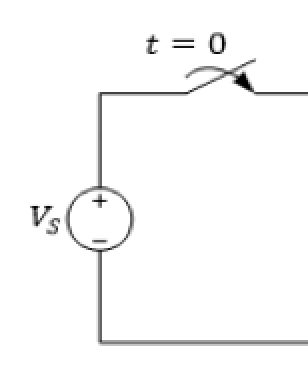 t = 0
+
V_S
−